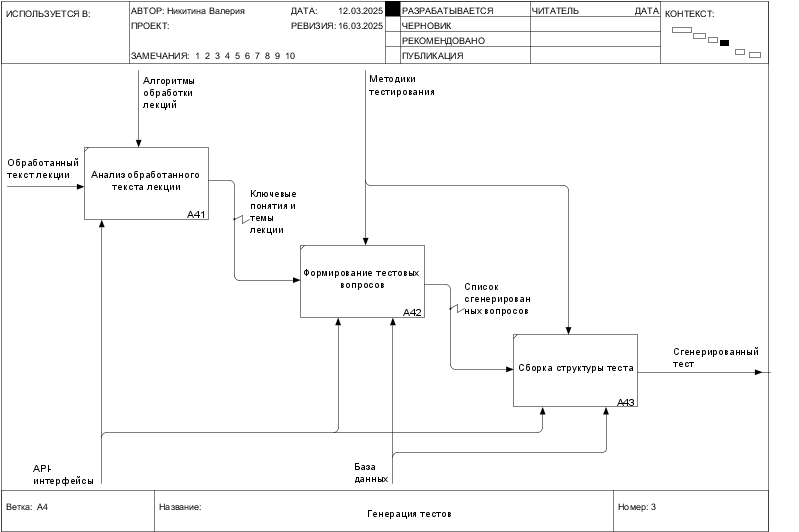 ИСПОЛЬЗУЕТСЯ В:
АВТОР: Никитина Валерия
ДАТА: 12.03.2025
РАЗРАБАТЫВАЕТСЯ
ЧИТАТЕЛЬ
ДАТА
КОНТЕКСТ:
ПРОЕКТ:
РЕВИЗИЯ: 16.03.2025
ЧЕРНОВИК
РЕКОМЕНДОВАНО
ЗАМЕЧАНИЯ: 1 2 3 4 5 6 7 8 9 10
ПУБЛИКАЦИЯ
Алгоритмы
обработки
лекций
Методики
тестирования
Обработанный
текст лекции
Анализ обработанного
текста лекции
A41
Ключевые
понятия и
темы
лекции
Формирование тестовых
вопросов
A42
Список
сгенерирован
ных вопросов
Сборка структуры теста
A43
Сгенерированный
тест
API-
интерфейсы
База
данных
Ветка: A4
Название:
Генерация тестов
Номер: 3